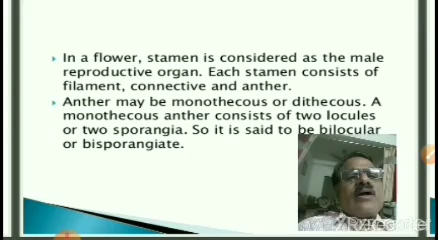 In a flower, stamen is considered as the male
reproductive organ. Each stamen consists of
filament, connective and anther.
Anther may be monothecous or dithecous. A
monothecous anther consists of two locules
or two sporangia. So it is said to be bilocular
or bisporangiate.